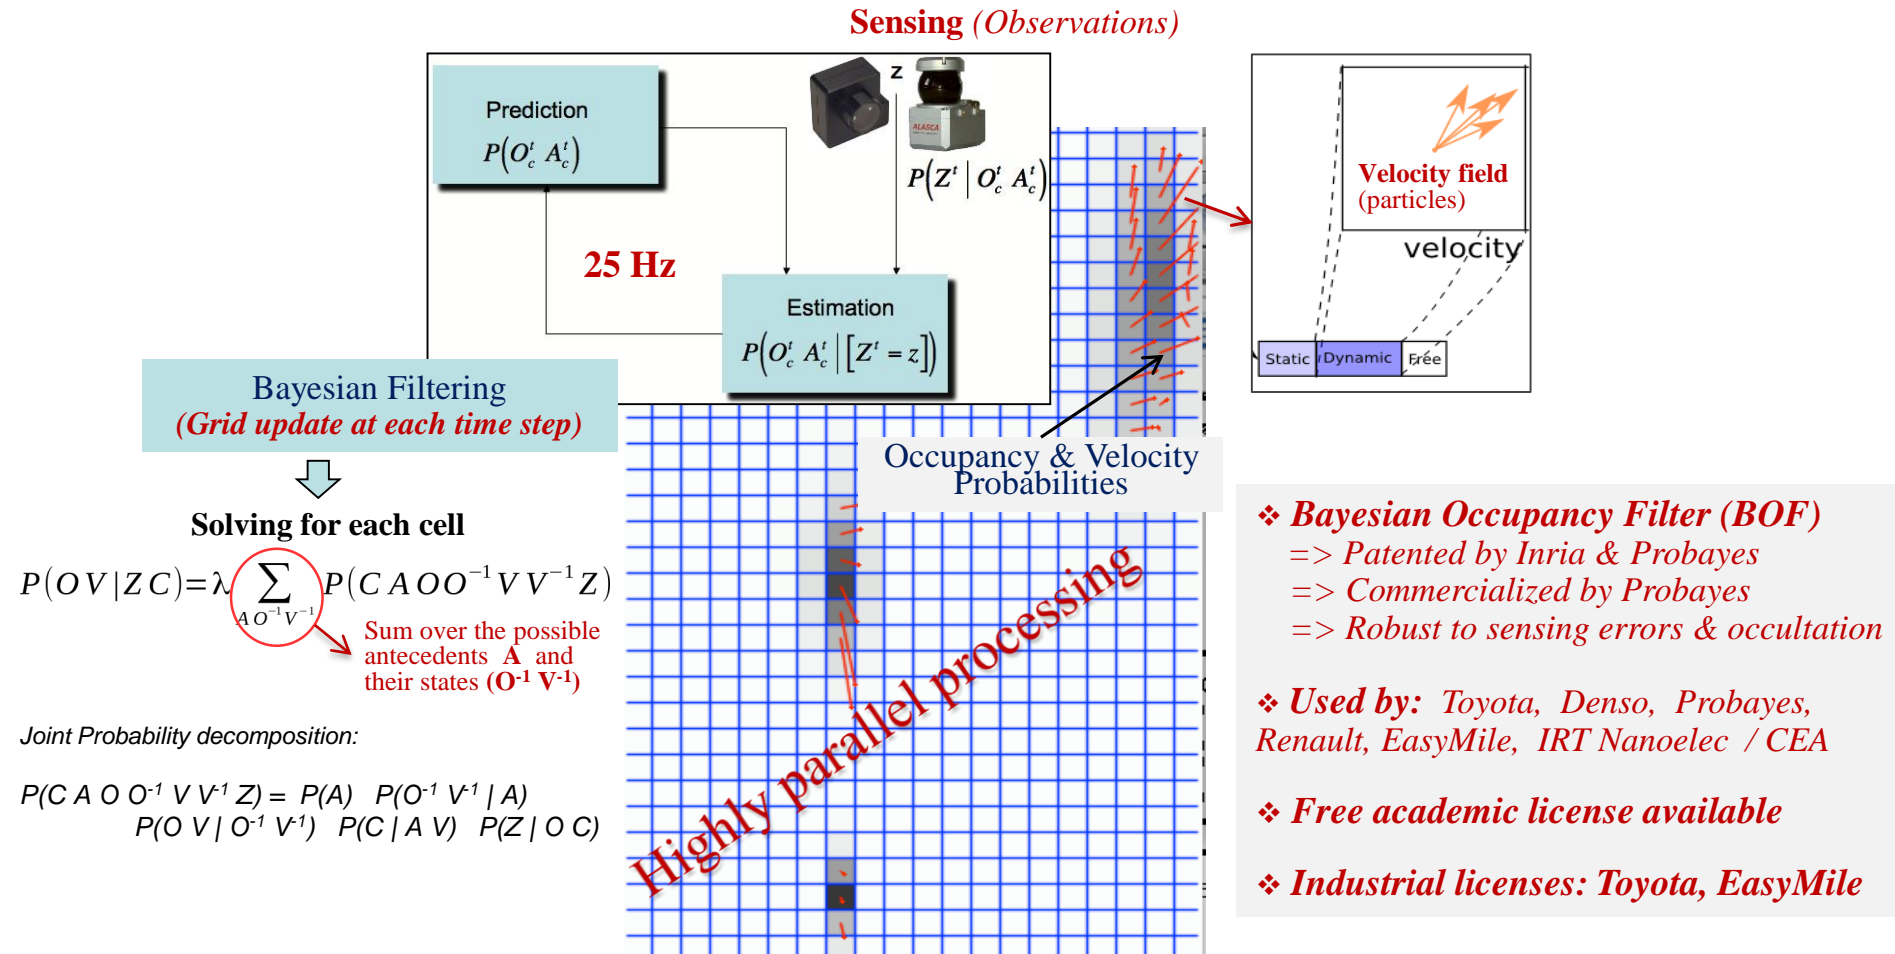 Sensing (Observations)
Prediction
P(O_c^t A_c^t)
z
ALASCA
P(Z^t | O_c^t A_c^t)
25 Hz
Estimation
P(O_c^t A_c^t | [Z^t = z])
Velocity field
(particles)
velocity
Static Dynamic Free
Bayesian Filtering
(Grid update at each time step)
Occupancy & Velocity
Probabilities
Solving for each cell
P(O V | Z C) = λ ∑ P(C A O O⁻¹ V V⁻¹ Z)
A O⁻¹ V⁻¹
Sum over the possible
antecedents A and
their states (O⁻¹ V⁻¹)
Joint Probability decomposition:
P(C A O O⁻¹ V V⁻¹ Z) = P(A) P(O⁻¹ V⁻¹ | A)
P(O V | O⁻¹ V⁻¹) P(C | A V) P(Z | O C)
Highly parallel processing
❖ Bayesian Occupancy Filter (BOF)
=> Patented by Inria & Probayes
=> Commercialized by Probayes
=> Robust to sensing errors & occultation
❖ Used by: Toyota, Denso, Probayes,
Renault, EasyMile, IRT Nanoelec / CEA
❖ Free academic license available
❖ Industrial licenses: Toyota, EasyMile